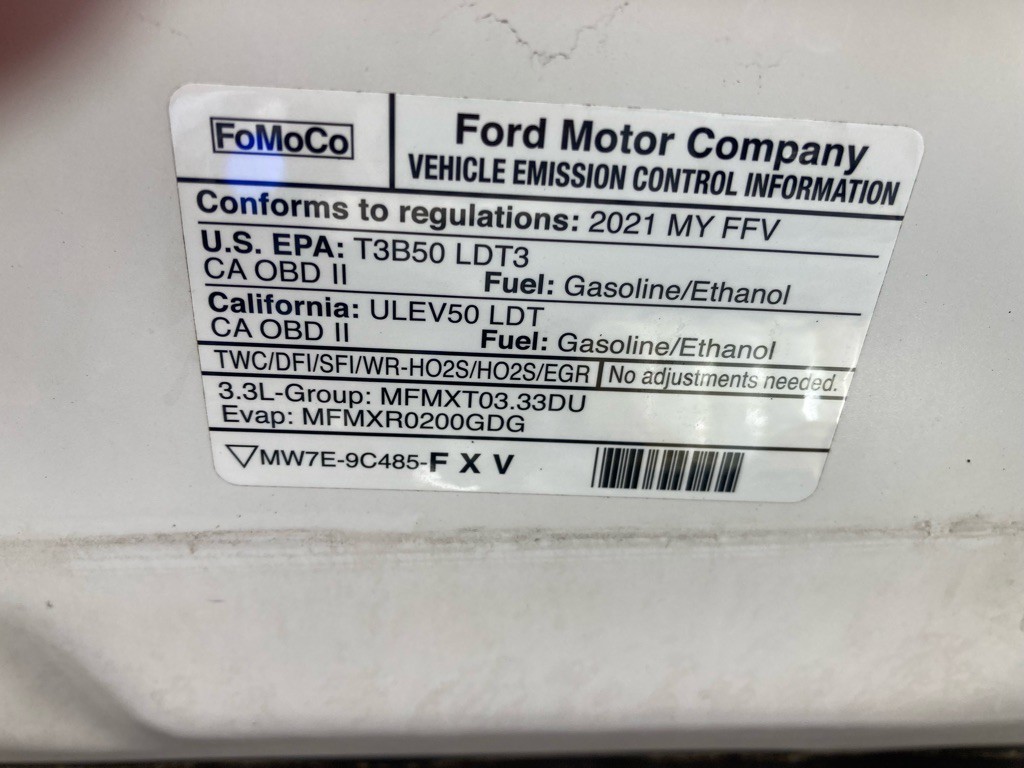 FoMoCo
Ford Motor Company
VEHICLE EMISSION CONTROL INFORMATION
Conforms to regulations: 2021 MY FFV
U.S. EPA: T3B50 LDT3
CA OBD II Fuel: Gasoline/Ethanol
California: ULEV50 LDT
CA OBD II Fuel: Gasoline/Ethanol
TWC/DFI/SFI/WR-HO2S/HO2S/EGR No adjustments needed.
3.3L-Group: MFMXT03.33DU
Evap: MFMXR0200GDG
MW7E-9C485-F X V